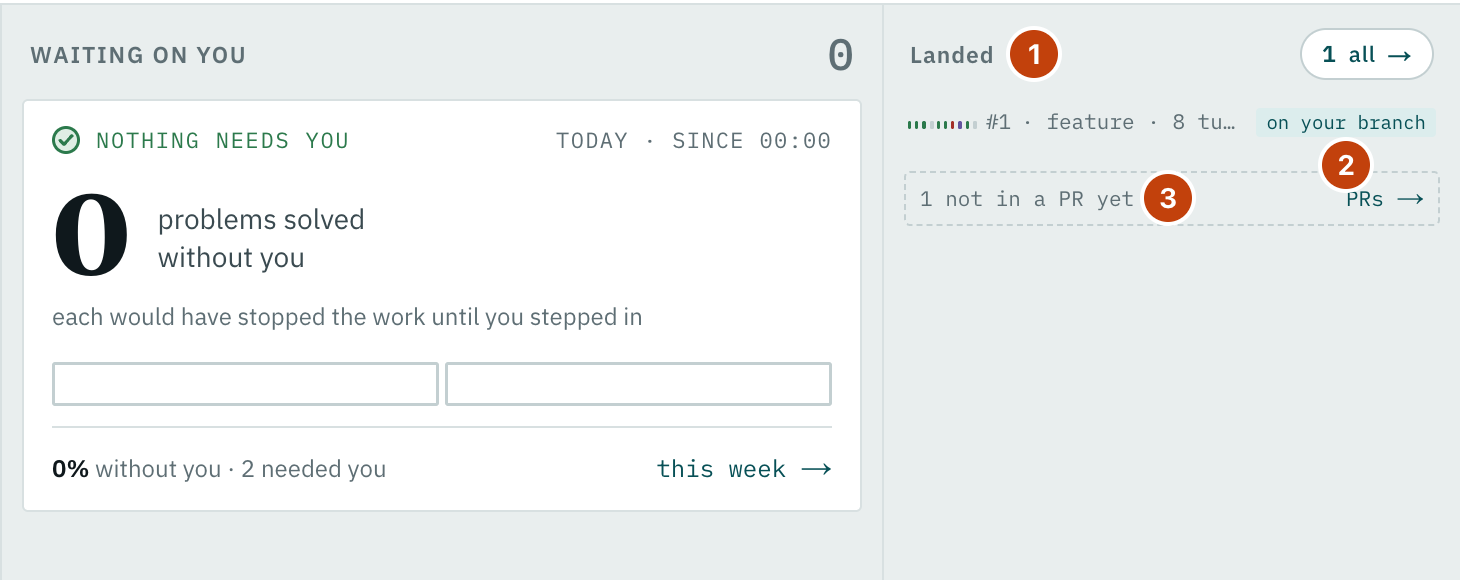 WAITING ON YOU 0
NOTHING NEEDS YOU TODAY · SINCE 00:00
0 problems solved
without you
each would have stopped the work until you stepped in
0% without you · 2 needed you this week →
Landed 1 1 all →
#1 · feature · 8 tu… on your branch
2
1 not in a PR yet 3 PRs →